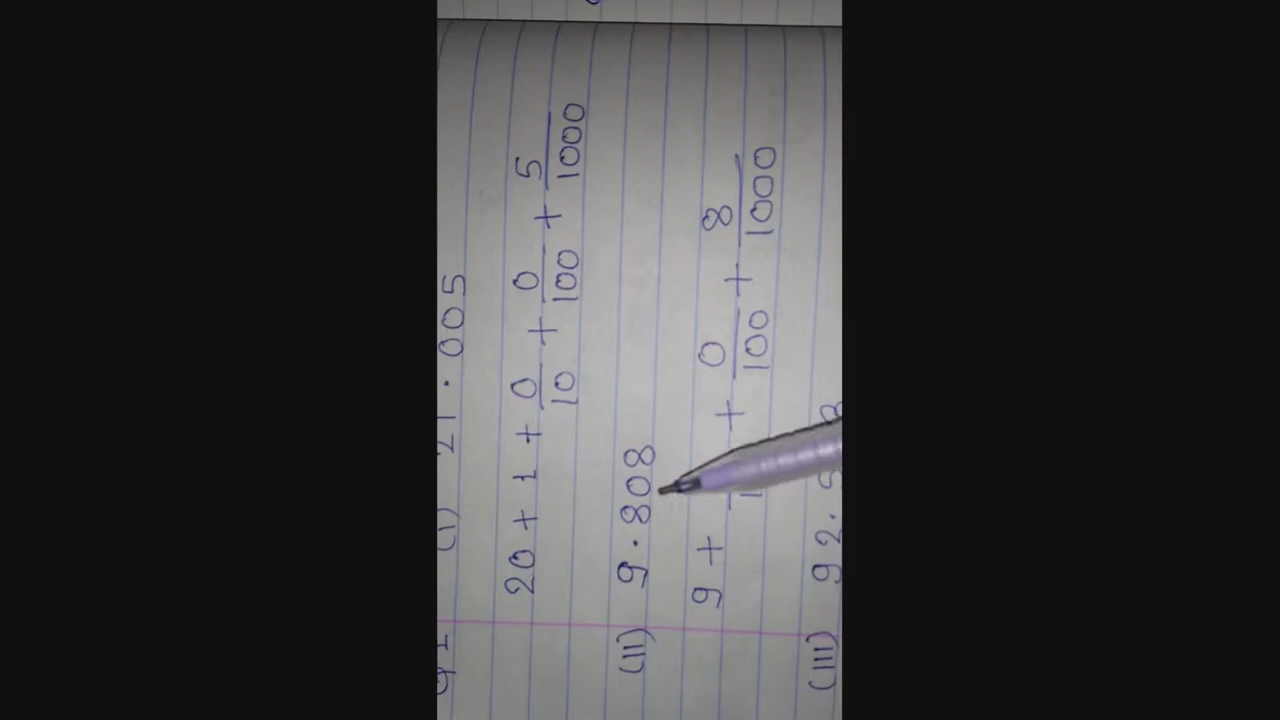 (I) 21.005
20 + 1 + 0/10 + 0/100 + 5/1000
(II) 9.808
9 + + 0/100 + 8/1000
(III) 92.